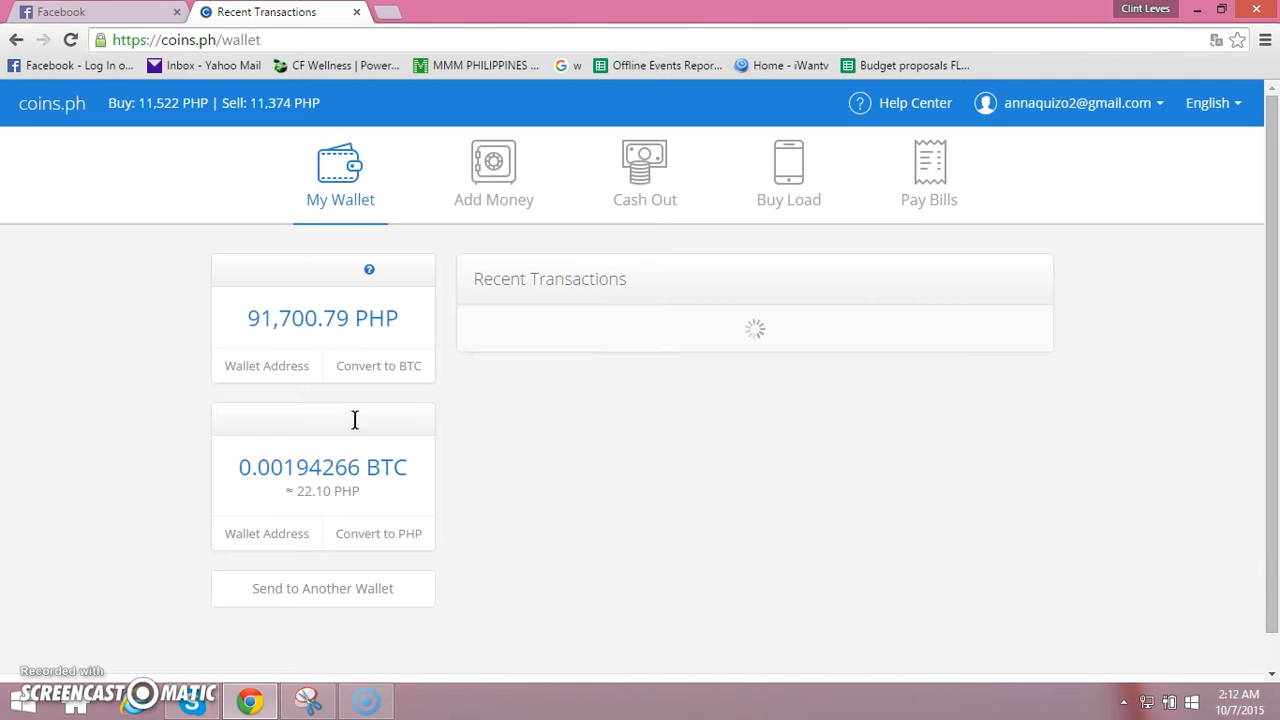 Facebook
Recent Transactions
Clint Leves
https://coins.ph/wallet
Facebook - Log In o...
Inbox - Yahoo Mail
CF Wellness | Power...
MMM PHILIPPINES ...
w
Offline Events Repor...
Home - iWantv
Budget proposals FL...
coins.ph
Buy: 11,522 PHP | Sell: 11,374 PHP
Help Center
annaquizo2@gmail.com
English
My Wallet
Add Money
Cash Out
Buy Load
Pay Bills
91,700.79 PHP
Wallet Address
Convert to BTC
Recent Transactions
0.00194266 BTC
≈ 22.10 PHP
Wallet Address
Convert to PHP
Send to Another Wallet
Recorded with
SCREENCAST MATIC
2:12 AM
10/7/2015